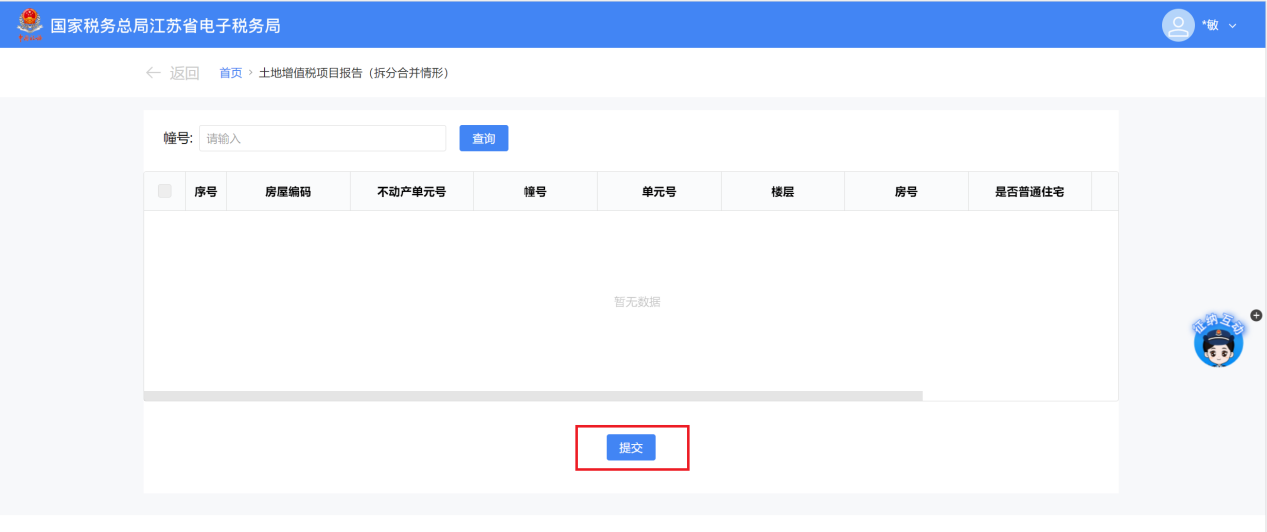 国家税务总局江苏省电子税务局
*敏
返回 首页 > 土地增值税项目报告（拆分合并情形）
幢号: 请输入 查询
序号 房屋编码 不动产单元号 幢号 单元号 楼层 房号 是否普通住宅
暂无数据
征纳互动
提交